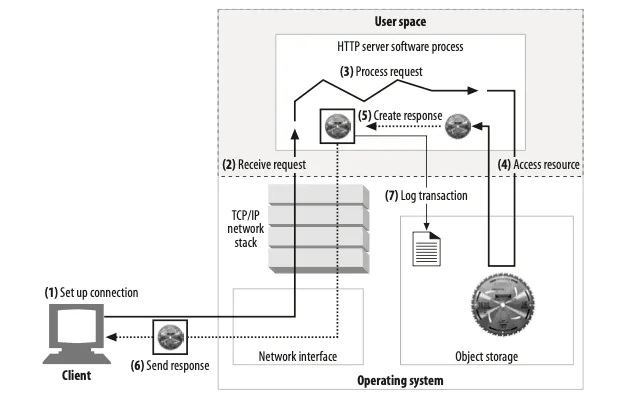 User space
HTTP server software process
(3) Process request
(5) Create response
(2) Receive request
(4) Access resource
(7) Log transaction
TCP/IP
network
stack
(1) Set up connection
Client
(6) Send response
Network interface
Object storage
Operating system